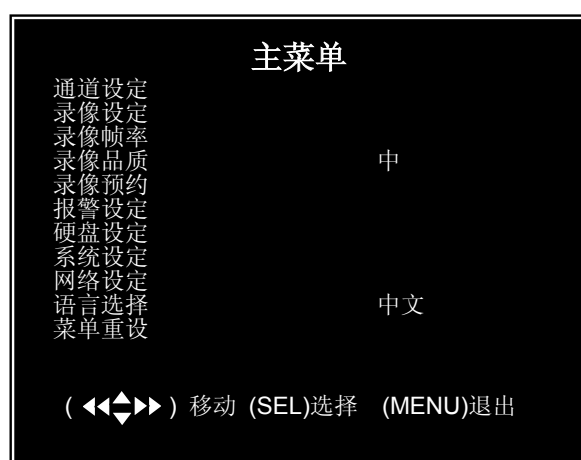 主菜单
通道设定
录像设定
录像帧率
录像品质 中
录像预约
报警设定
硬盘设定
系统设定
网络设定
语言选择 中文
菜单重设
( ) 移动 (SEL)选择 (MENU)退出